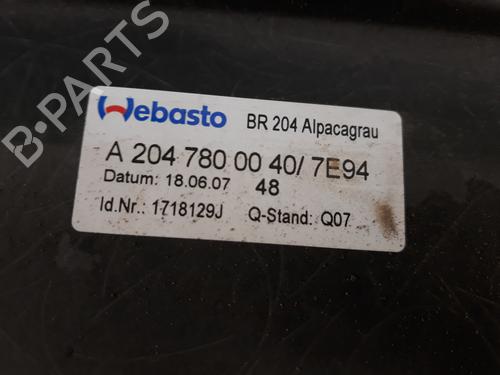 Webasto BR 204 Alpacagrau
A 204 780 00 40/ 7E94
Datum: 18.06.07 48
Id.Nr.: 1718129J Q-Stand: Q07
B